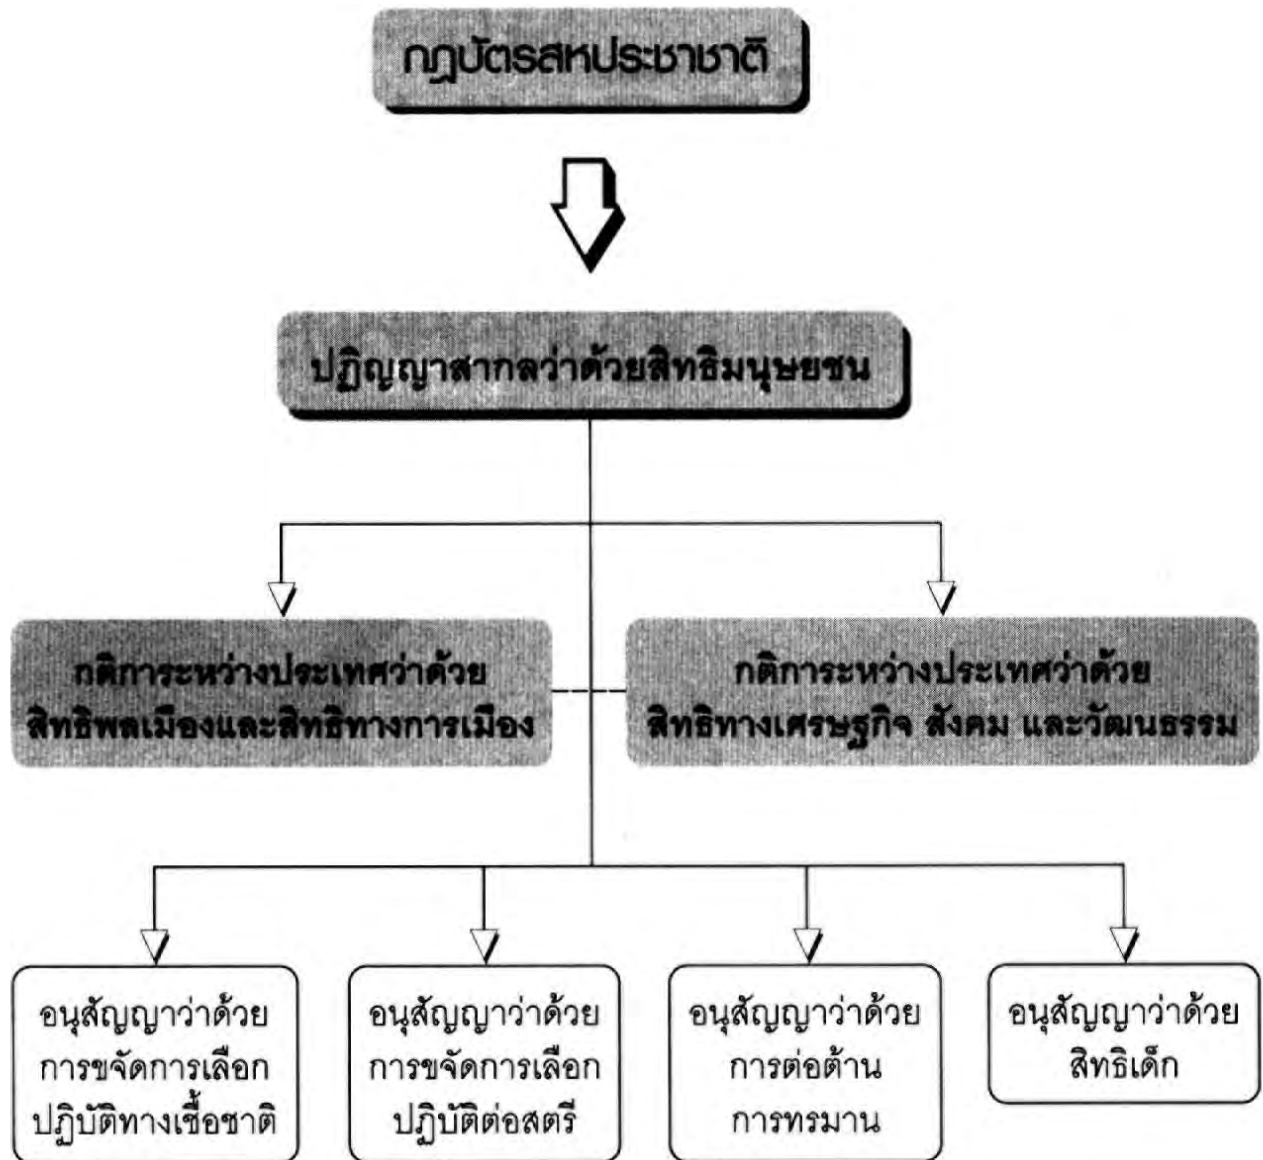 กฎบัตรสหประชาชาติ
ปฏิญญาสากลว่าด้วยสิทธิมนุษยชน
กติการะหว่างประเทศว่าด้วย
สิทธิพลเมืองและสิทธิทางการเมือง
กติการะหว่างประเทศว่าด้วย
สิทธิทางเศรษฐกิจ สังคม และวัฒนธรรม
อนุสัญญาว่าด้วย
การขจัดการเลือก
ปฏิบัติทางเชื้อชาติ
อนุสัญญาว่าด้วย
การขจัดการเลือก
ปฏิบัติต่อสตรี
อนุสัญญาว่าด้วย
การต่อต้าน
การทรมาน
อนุสัญญาว่าด้วย
สิทธิเด็ก